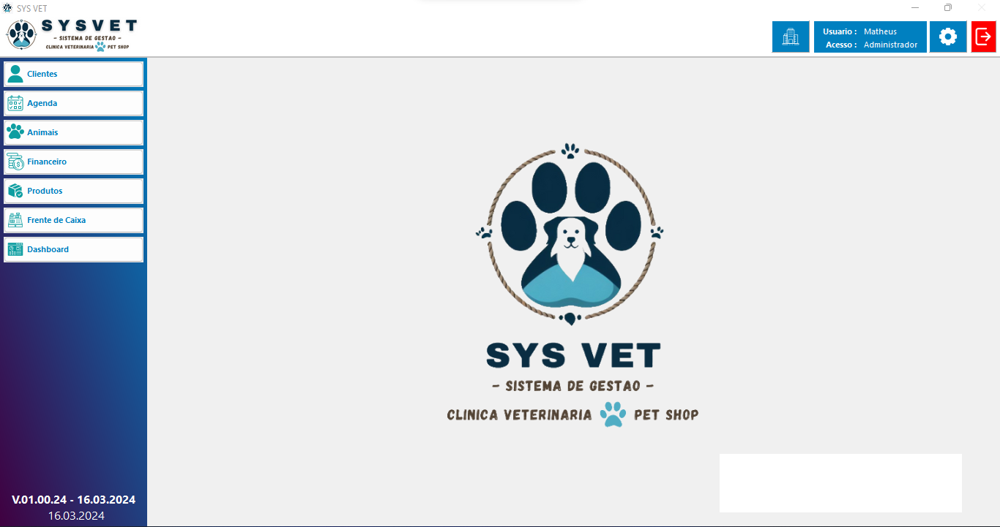 SYS VET
SYSVET
- SISTEMA DE GESTAO -
CLINICA VETERINARIA PET SHOP
Usuario : Matheus
Acesso : Administrador
Clientes
Agenda
Animais
Financeiro
Produtos
Frente de Caixa
Dashboard
SYS VET
- SISTEMA DE GESTAO -
CLINICA VETERINARIA PET SHOP
V.01.00.24 - 16.03.2024
16.03.2024